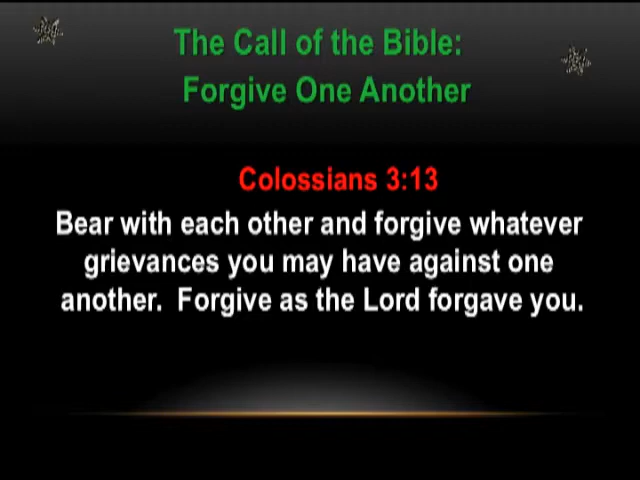 The Call of the Bible:
Forgive One Another
Colossians 3:13
Bear with each other and forgive whatever
grievances you may have against one
another.  Forgive as the Lord forgave you.